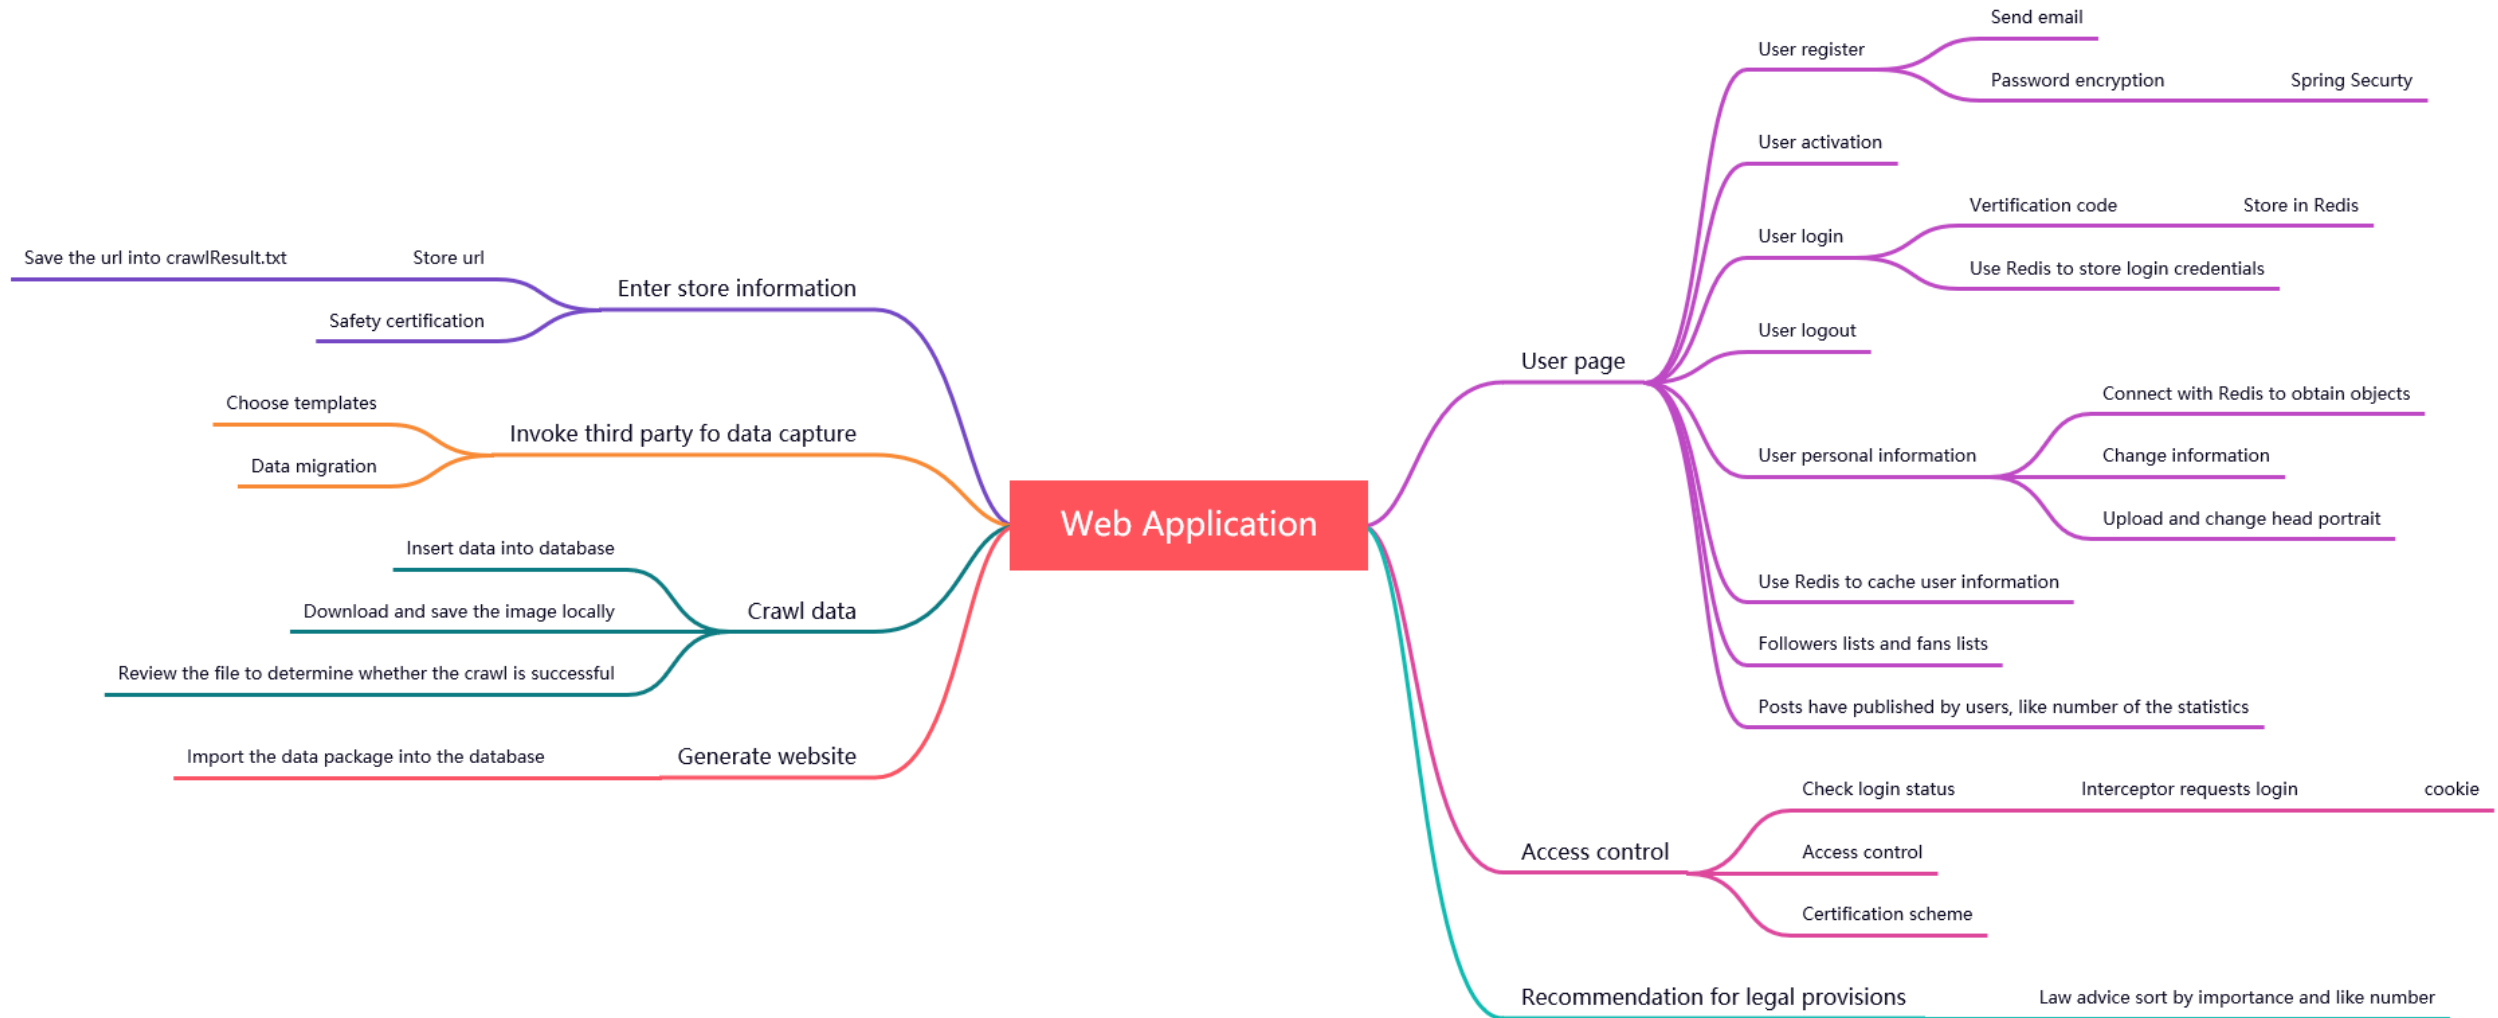 Web Application
Enter store information
Store url
Save the url into crawlResult.txt
Safety certification
Invoke third party fo data capture
Choose templates
Data migration
Crawl data
Insert data into database
Download and save the image locally
Review the file to determine whether the crawl is successful
Generate website
Import the data package into the database
User page
User register
Send email
Password encryption
Spring Securty
User activation
User login
Vertification code
Store in Redis
Use Redis to store login credentials
User logout
User personal information
Connect with Redis to obtain objects
Change information
Upload and change head portrait
Use Redis to cache user information
Followers lists and fans lists
Posts have published by users, like number of the statistics
Access control
Check login status
Interceptor requests login
cookie
Access control
Certification scheme
Recommendation for legal provisions
Law advice sort by importance and like number